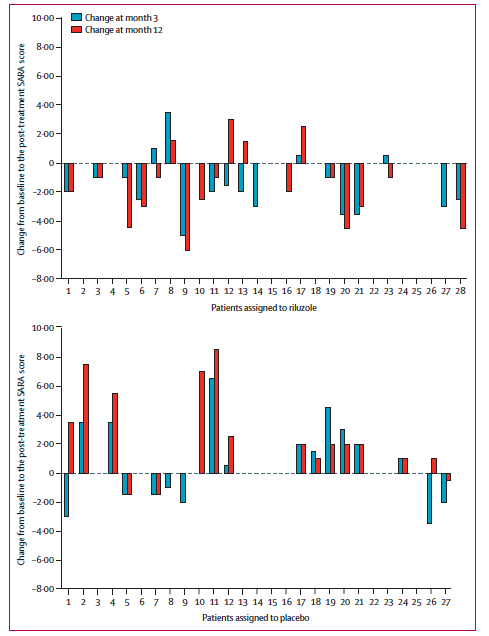 Change at month 3
Change at month 12
10·00
8·00
6·00
4·00
2·00
0
–2·00
–4·00
–6·00
–8·00
Change from baseline to the post-treatment SARA score
1 2 3 4 5 6 7 8 9 10 11 12 13 14 15 16 17 18 19 20 21 22 23 24 25 26 27 28
Patients assigned to riluzole
10·00
8·00
6·00
4·00
2·00
0
–2·00
–4·00
–6·00
–8·00
Change from baseline to the post-treatment SARA score
1 2 3 4 5 6 7 8 9 10 11 12 13 14 15 16 17 18 19 20 21 22 23 24 25 26 27
Patients assigned to placebo